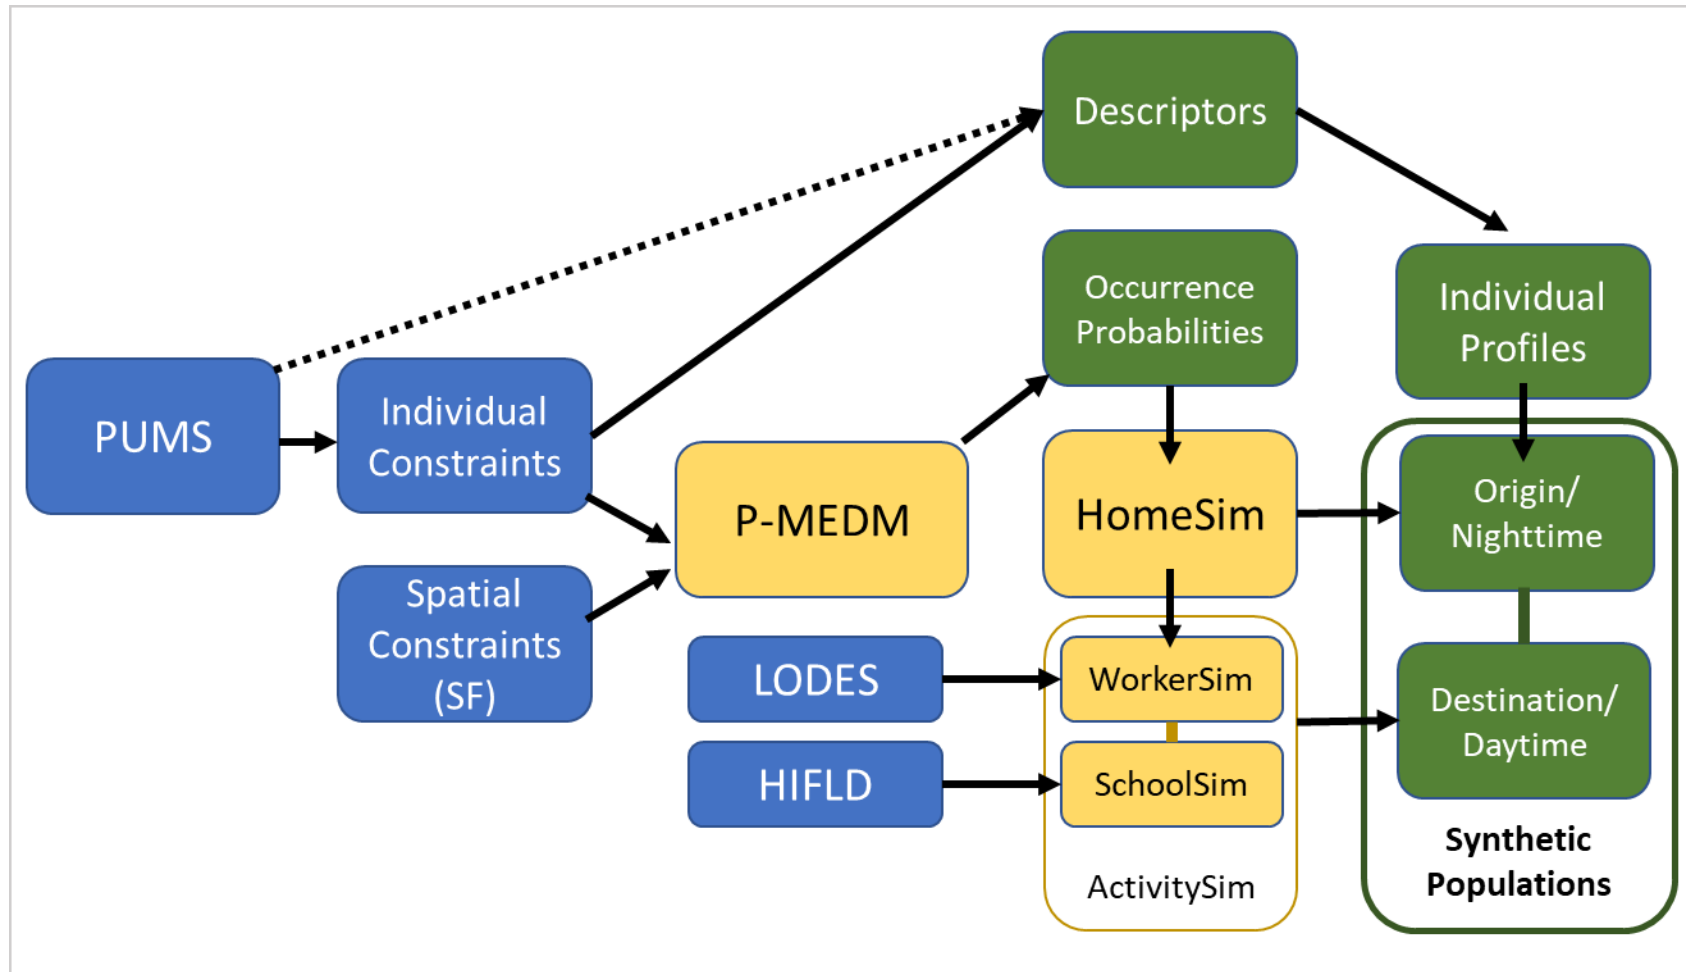 Descriptors
Occurrence
Probabilities
Individual
Profiles
PUMS
Individual
Constraints
P-MEDM
HomeSim
Origin/
Nighttime
Spatial
Constraints
(SF)
LODES
WorkerSim
Destination/
Daytime
HIFLD
SchoolSim
ActivitySim
Synthetic
Populations